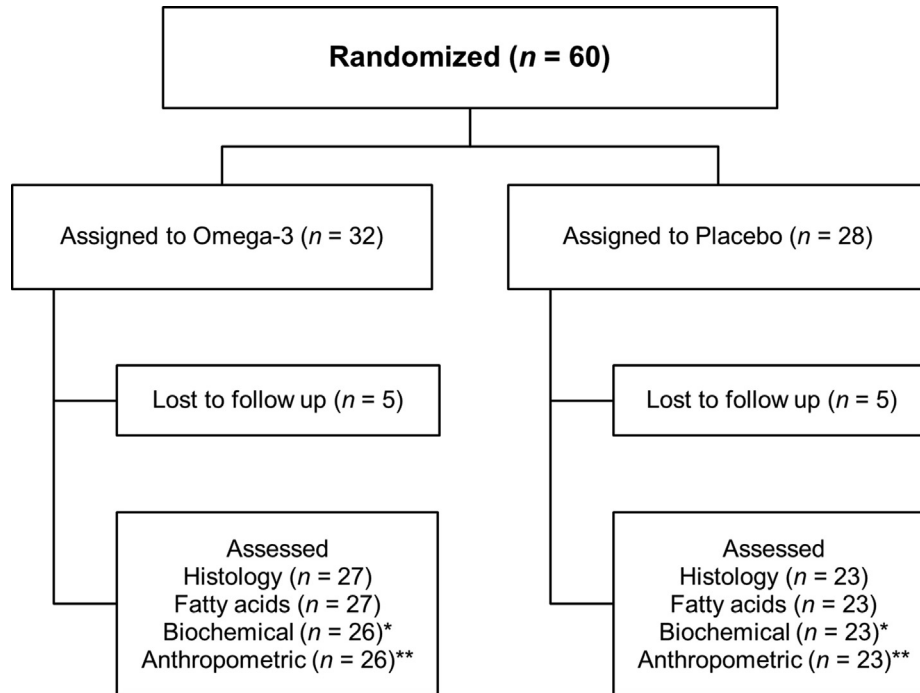 Randomized (n = 60)
Assigned to Omega-3 (n = 32)
Assigned to Placebo (n = 28)
Lost to follow up (n = 5)
Lost to follow up (n = 5)
Assessed
Histology (n = 27)
Fatty acids (n = 27)
Biochemical (n = 26)*
Anthropometric (n = 26)**
Assessed
Histology (n = 23)
Fatty acids (n = 23)
Biochemical (n = 23)*
Anthropometric (n = 23)**